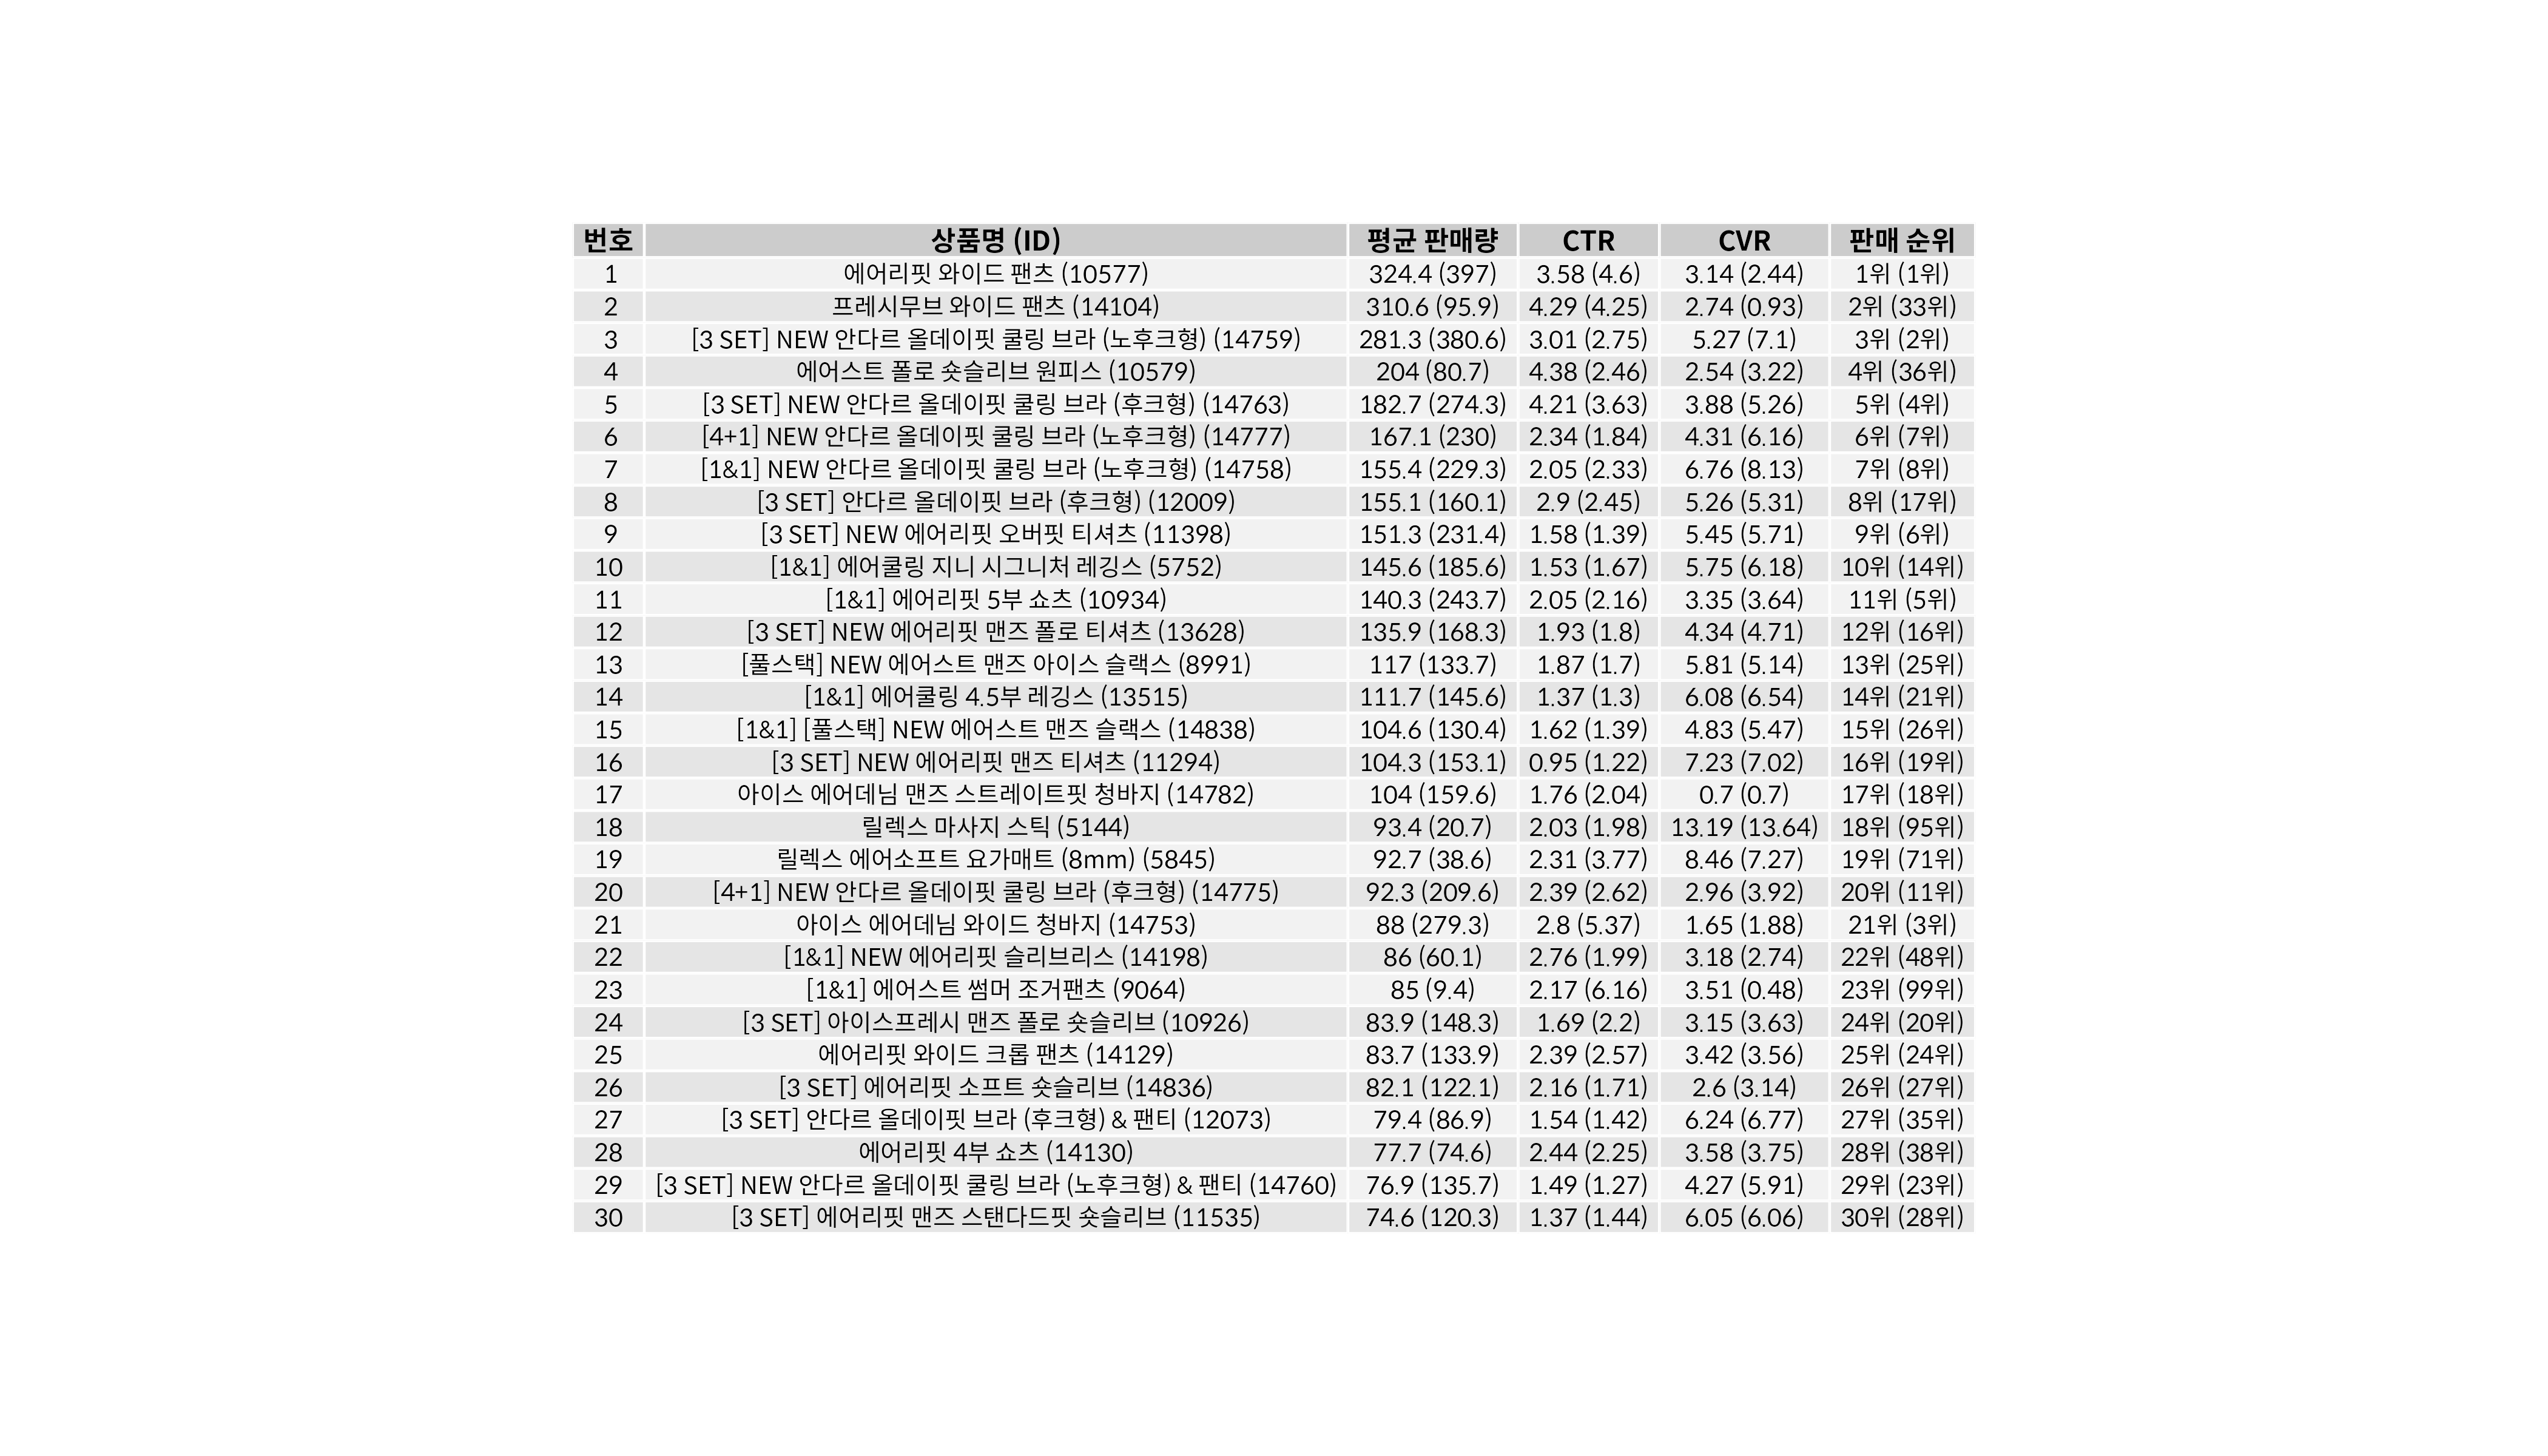 번호 상품명 (ID) 평균 판매량 CTR CVR 판매 순위
1 에어리핏 와이드 팬츠 (10577) 324.4 (397) 3.58 (4.6) 3.14 (2.44) 1위 (1위)
2 프레시무브 와이드 팬츠 (14104) 310.6 (95.9) 4.29 (4.25) 2.74 (0.93) 2위 (33위)
3 [3 SET] NEW 안다르 올데이핏 쿨링 브라 (노후크형) (14759) 281.3 (380.6) 3.01 (2.75) 5.27 (7.1) 3위 (2위)
4 에어스트 폴로 숏슬리브 원피스 (10579) 204 (80.7) 4.38 (2.46) 2.54 (3.22) 4위 (36위)
5 [3 SET] NEW 안다르 올데이핏 쿨링 브라 (후크형) (14763) 182.7 (274.3) 4.21 (3.63) 3.88 (5.26) 5위 (4위)
6 [4+1] NEW 안다르 올데이핏 쿨링 브라 (노후크형) (14777) 167.1 (230) 2.34 (1.84) 4.31 (6.16) 6위 (7위)
7 [1&1] NEW 안다르 올데이핏 쿨링 브라 (노후크형) (14758) 155.4 (229.3) 2.05 (2.33) 6.76 (8.13) 7위 (8위)
8 [3 SET] 안다르 올데이핏 브라 (후크형) (12009) 155.1 (160.1) 2.9 (2.45) 5.26 (5.31) 8위 (17위)
9 [3 SET] NEW 에어리핏 오버핏 티셔츠 (11398) 151.3 (231.4) 1.58 (1.39) 5.45 (5.71) 9위 (6위)
10 [1&1] 에어쿨링 지니 시그니처 레깅스 (5752) 145.6 (185.6) 1.53 (1.67) 5.75 (6.18) 10위 (14위)
11 [1&1] 에어리핏 5부 쇼츠 (10934) 140.3 (243.7) 2.05 (2.16) 3.35 (3.64) 11위 (5위)
12 [3 SET] NEW 에어리핏 맨즈 폴로 티셔츠 (13628) 135.9 (168.3) 1.93 (1.8) 4.34 (4.71) 12위 (16위)
13 [풀스택] NEW 에어스트 맨즈 아이스 슬랙스 (8991) 117 (133.7) 1.87 (1.7) 5.81 (5.14) 13위 (25위)
14 [1&1] 에어쿨링 4.5부 레깅스 (13515) 111.7 (145.6) 1.37 (1.3) 6.08 (6.54) 14위 (21위)
15 [1&1] [풀스택] NEW 에어스트 맨즈 슬랙스 (14838) 104.6 (130.4) 1.62 (1.39) 4.83 (5.47) 15위 (26위)
16 [3 SET] NEW 에어리핏 맨즈 티셔츠 (11294) 104.3 (153.1) 0.95 (1.22) 7.23 (7.02) 16위 (19위)
17 아이스 에어데님 맨즈 스트레이트핏 청바지 (14782) 104 (159.6) 1.76 (2.04) 0.7 (0.7) 17위 (18위)
18 릴렉스 마사지 스틱 (5144) 93.4 (20.7) 2.03 (1.98) 13.19 (13.64) 18위 (95위)
19 릴렉스 에어소프트 요가매트 (8mm) (5845) 92.7 (38.6) 2.31 (3.77) 8.46 (7.27) 19위 (71위)
20 [4+1] NEW 안다르 올데이핏 쿨링 브라 (후크형) (14775) 92.3 (209.6) 2.39 (2.62) 2.96 (3.92) 20위 (11위)
21 아이스 에어데님 와이드 청바지 (14753) 88 (279.3) 2.8 (5.37) 1.65 (1.88) 21위 (3위)
22 [1&1] NEW 에어리핏 슬리브리스 (14198) 86 (60.1) 2.76 (1.99) 3.18 (2.74) 22위 (48위)
23 [1&1] 에어스트 썸머 조거팬츠 (9064) 85 (9.4) 2.17 (6.16) 3.51 (0.48) 23위 (99위)
24 [3 SET] 아이스프레시 맨즈 폴로 숏슬리브 (10926) 83.9 (148.3) 1.69 (2.2) 3.15 (3.63) 24위 (20위)
25 에어리핏 와이드 크롭 팬츠 (14129) 83.7 (133.9) 2.39 (2.57) 3.42 (3.56) 25위 (24위)
26 [3 SET] 에어리핏 소프트 숏슬리브 (14836) 82.1 (122.1) 2.16 (1.71) 2.6 (3.14) 26위 (27위)
27 [3 SET] 안다르 올데이핏 브라 (후크형) & 팬티 (12073) 79.4 (86.9) 1.54 (1.42) 6.24 (6.77) 27위 (35위)
28 에어리핏 4부 쇼츠 (14130) 77.7 (74.6) 2.44 (2.25) 3.58 (3.75) 28위 (38위)
29 [3 SET] NEW 안다르 올데이핏 쿨링 브라 (노후크형) & 팬티 (14760) 76.9 (135.7) 1.49 (1.27) 4.27 (5.91) 29위 (23위)
30 [3 SET] 에어리핏 맨즈 스탠다드핏 숏슬리브 (11535) 74.6 (120.3) 1.37 (1.44) 6.05 (6.06) 30위 (28위)